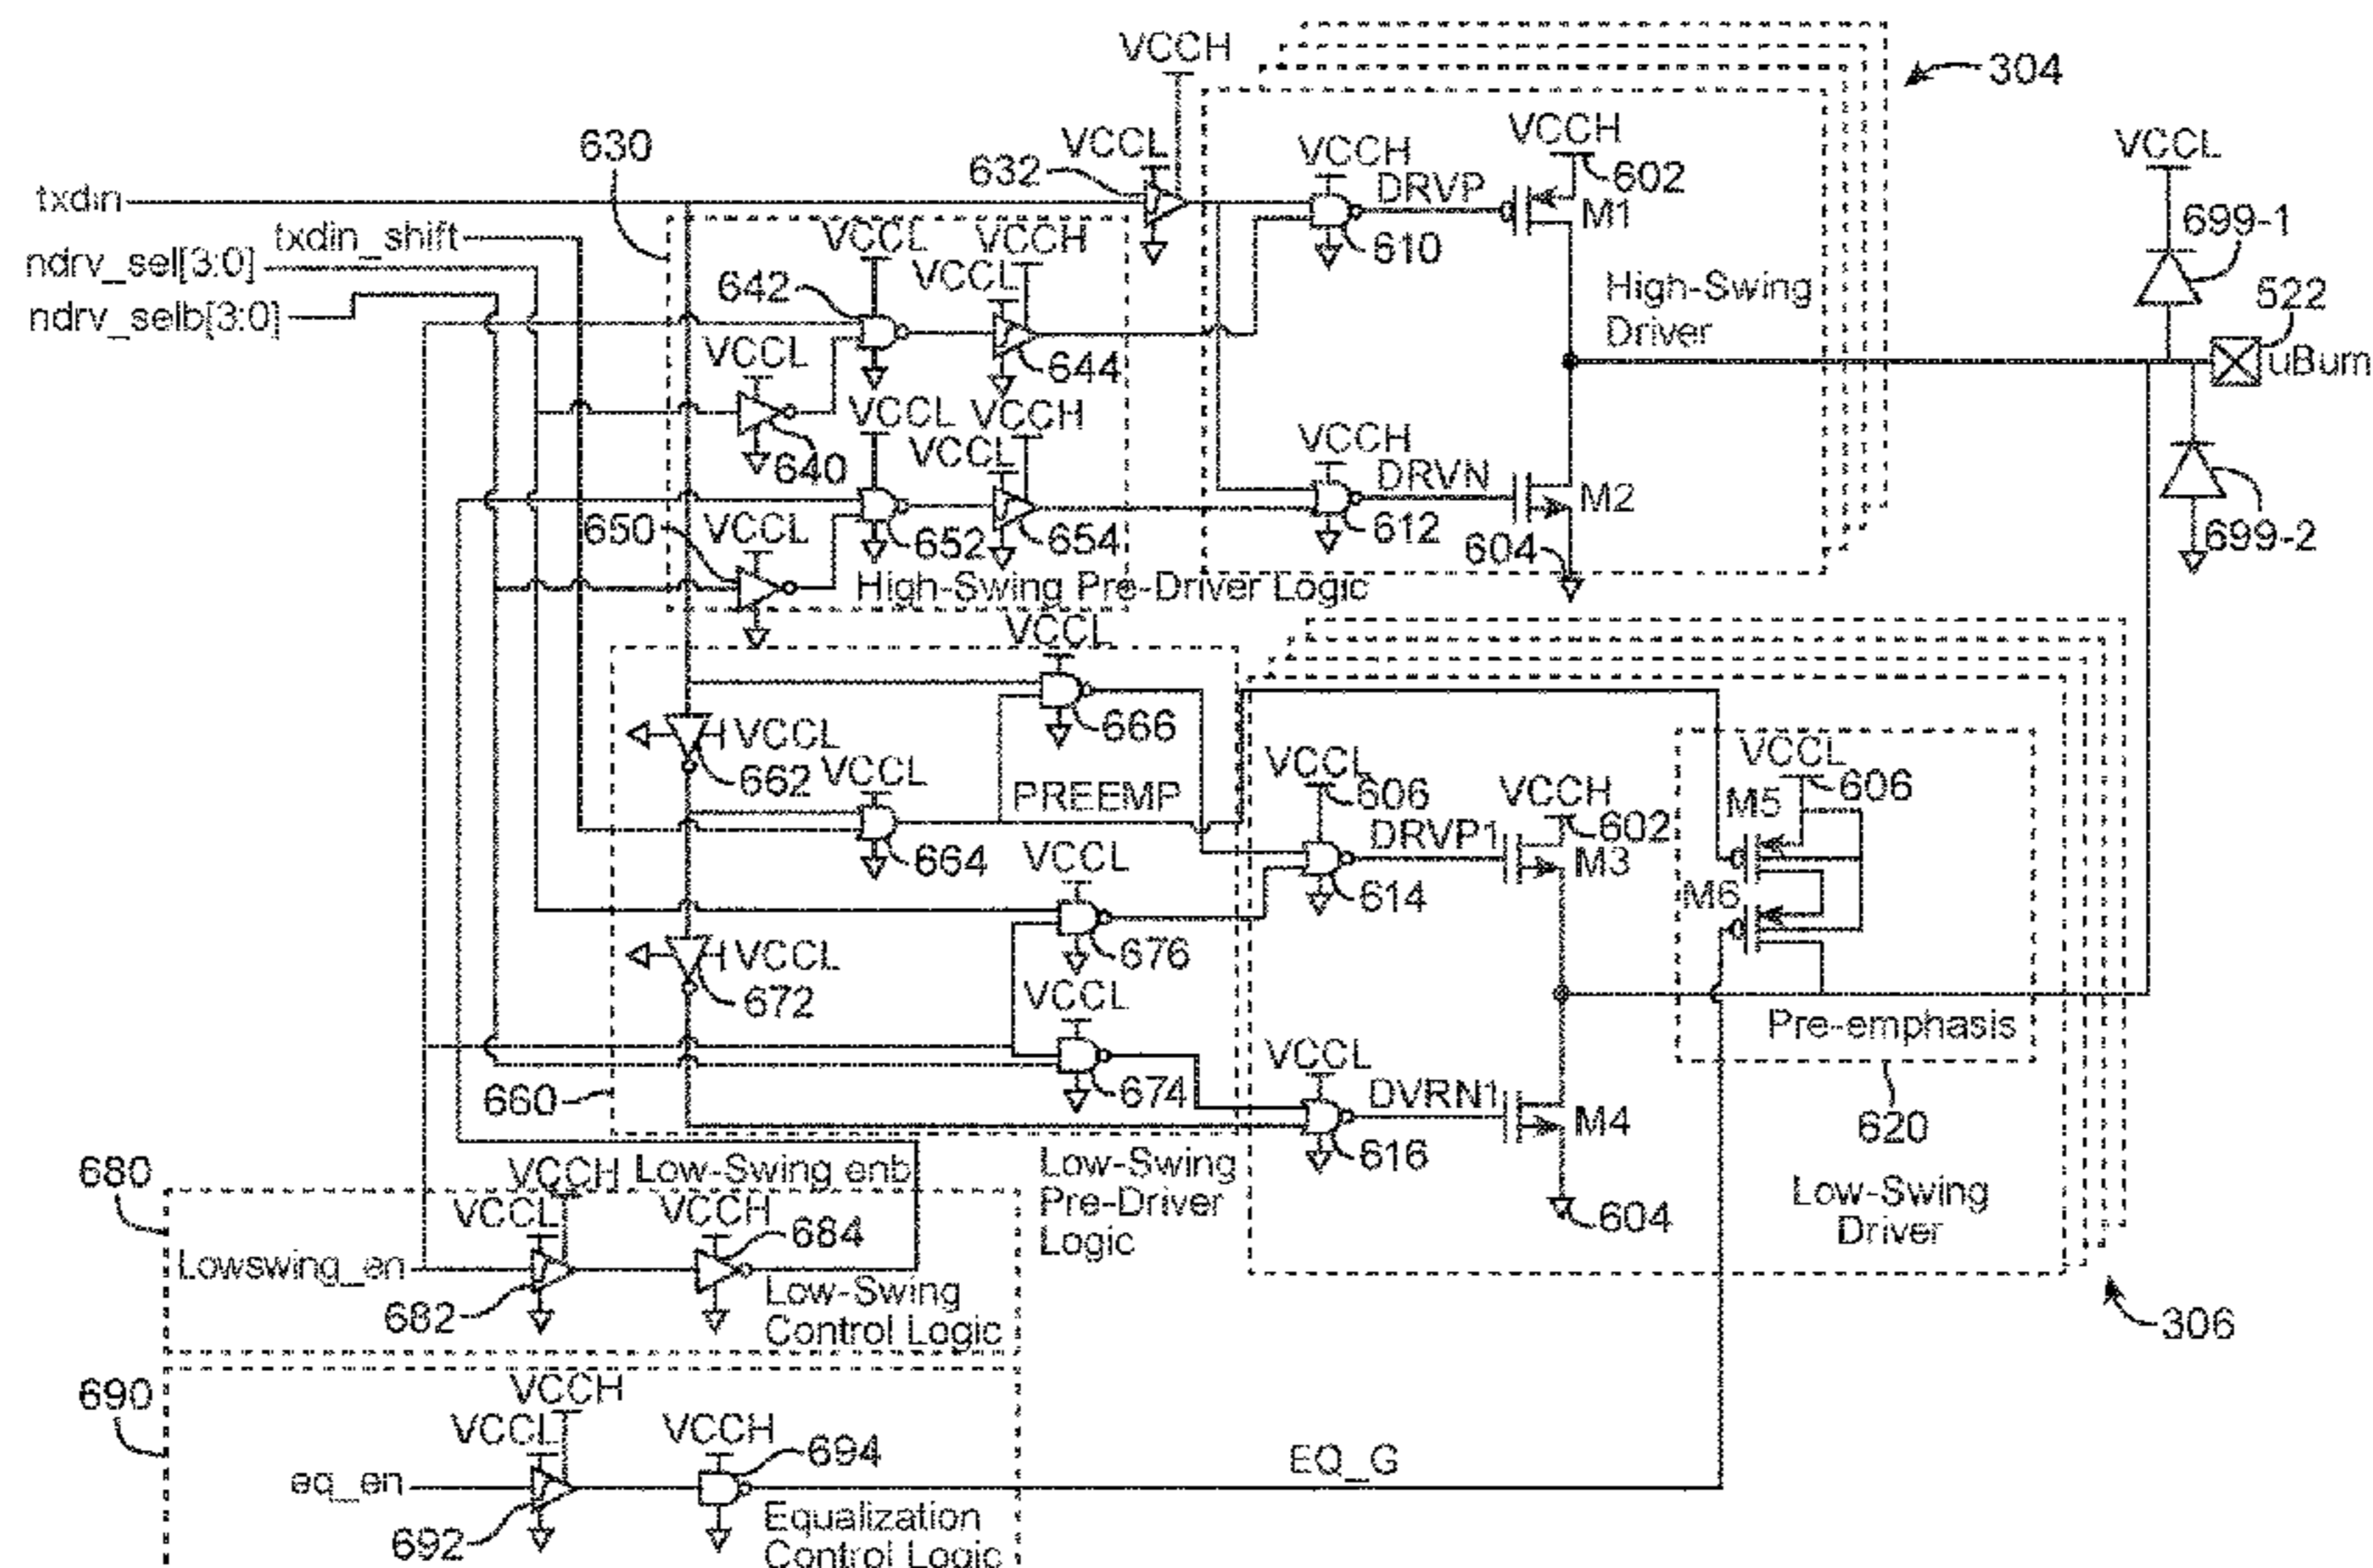 VCCH
304
630
VCCL
VCCH
VCCL
632
VCCH
DRVP
602
txdin
M1
699-1
txdin_shift
VCCL
VCCH
610
ndrv_sel[3:0]
VCCL
High-Swing
Driver
642
522
ndrv_selb[3:0]
VCCL
644
uBum
VCCL
VCCH
VCCH
VCCL
640
DRVN
M2
650
VCCL
652
654
612
604
699-2
High-Swing Pre-Driver Logic
VCCL
666
VCCL
662
VCCL
VCCL
VCCL
606
PREEMP
606
VCCH
M5
DRVP1
602
664
VCCL
M3
614
M6
VCCL
676
672
VCCL
Pre-emphasis
VCCL
660
674
DVRN1
M4
620
616
680
VCCH
Low-Swing enb
Low-Swing
Pre-Driver
Logic
VCCL
VCCH
684
604
Low-Swing
Driver
Lowswing_en
682
Low-Swing
Control Logic
306
690
VCCH
VCCL
VCCH
694
EQ_G
eq_en
692
Equalization
Control Logic